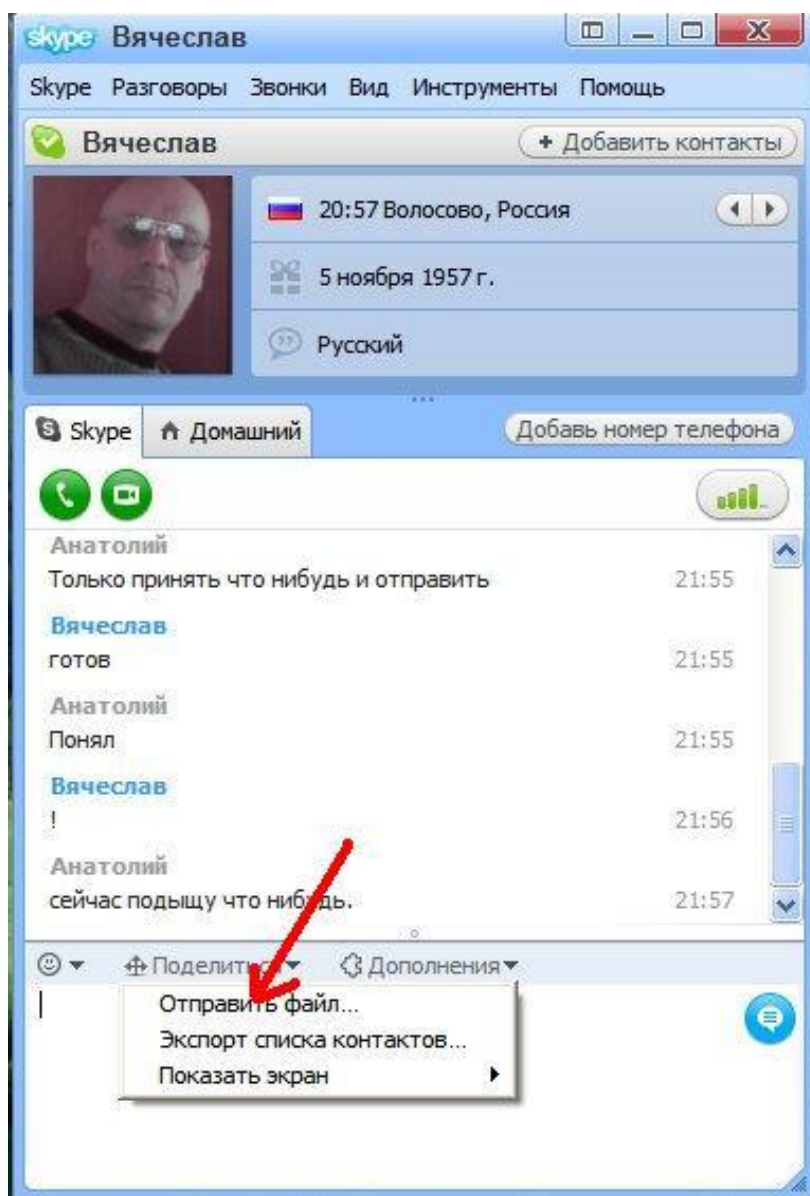 skype Вячеслав
Skype Разговоры Звонки Вид Инструменты Помощь
Вячеслав + Добавить контакты
20:57 Волосово, Россия
5 ноября 1957 г.
Русский
Skype Домашний Добавь номер телефона
Анатолий
Только принять что нибудь и отправить 21:55
Вячеслав
готов 21:55
Анатолий
Понял 21:55
Вячеслав
! 21:56
Анатолий
сейчас подыщу что нибудь. 21:57
Поделиться Дополнения
Отправить файл...
Экспорт списка контактов...
Показать экран